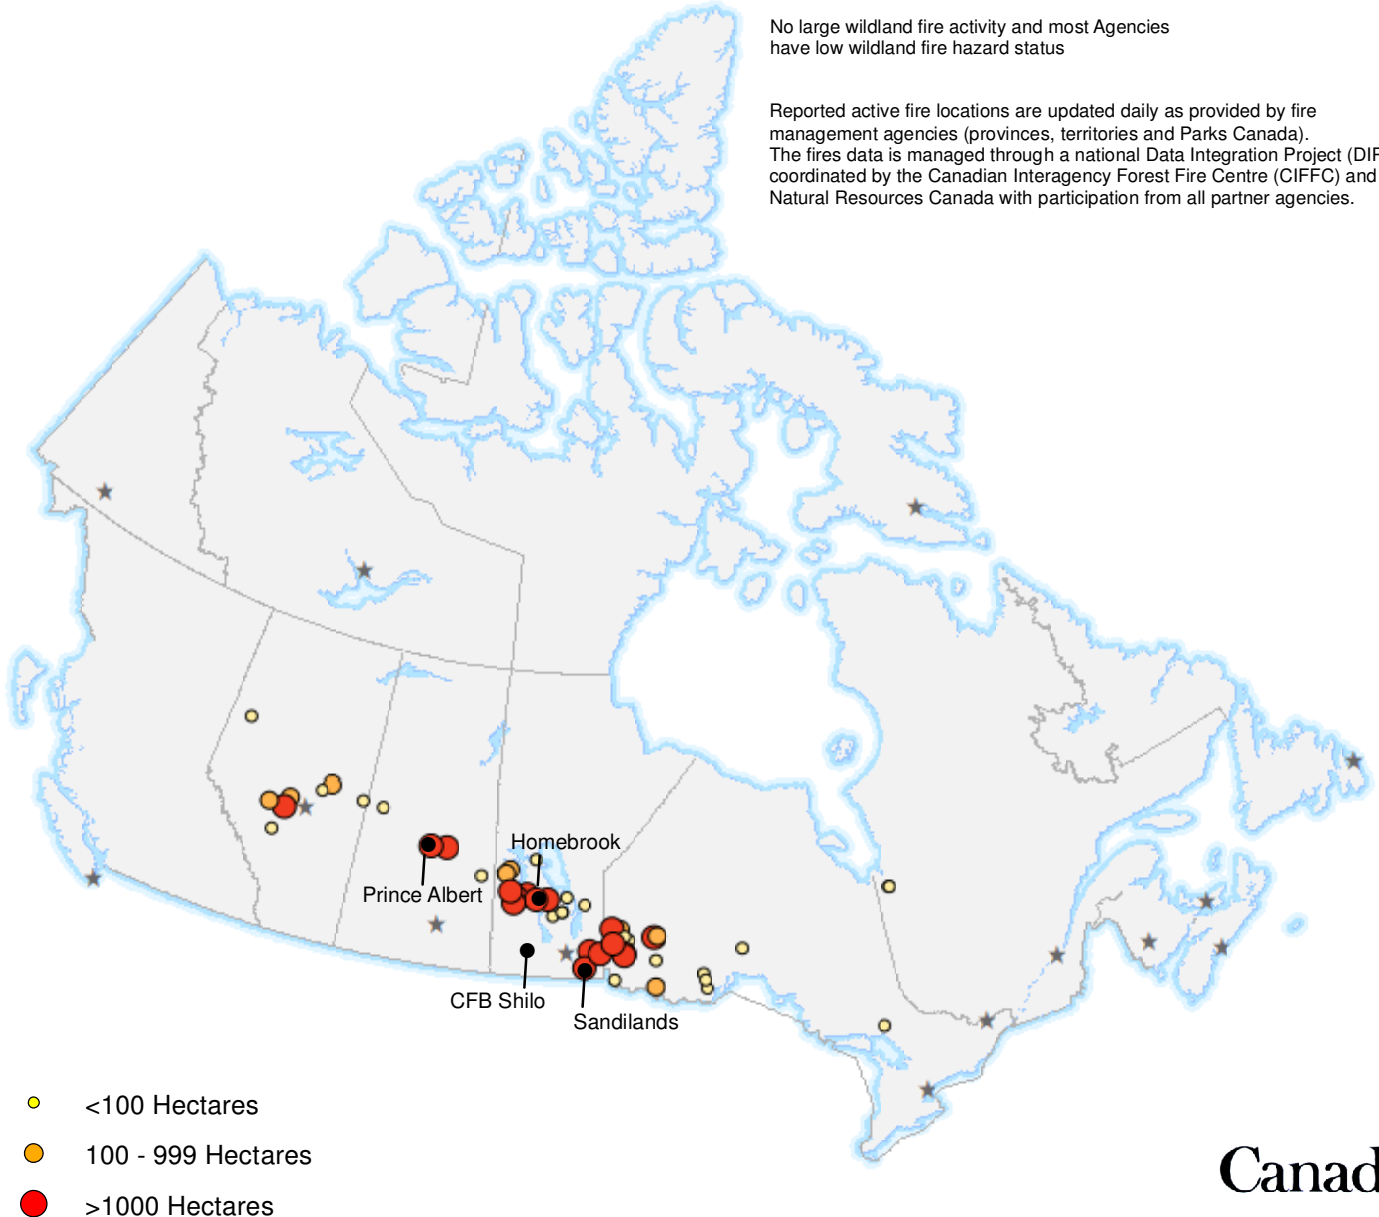 No large wildland fire activity and most Agencies
have low wildland fire hazard status
Reported active fire locations are updated daily as provided by fire
management agencies (provinces, territories and Parks Canada).
The fires data is managed through a national Data Integration Project (DIP
coordinated by the Canadian Interagency Forest Fire Centre (CIFFC) and
Natural Resources Canada with participation from all partner agencies.
Homebrook
Prince Albert
CFB Shilo
Sandilands
<100 Hectares
100 - 999 Hectares
>1000 Hectares
Canad